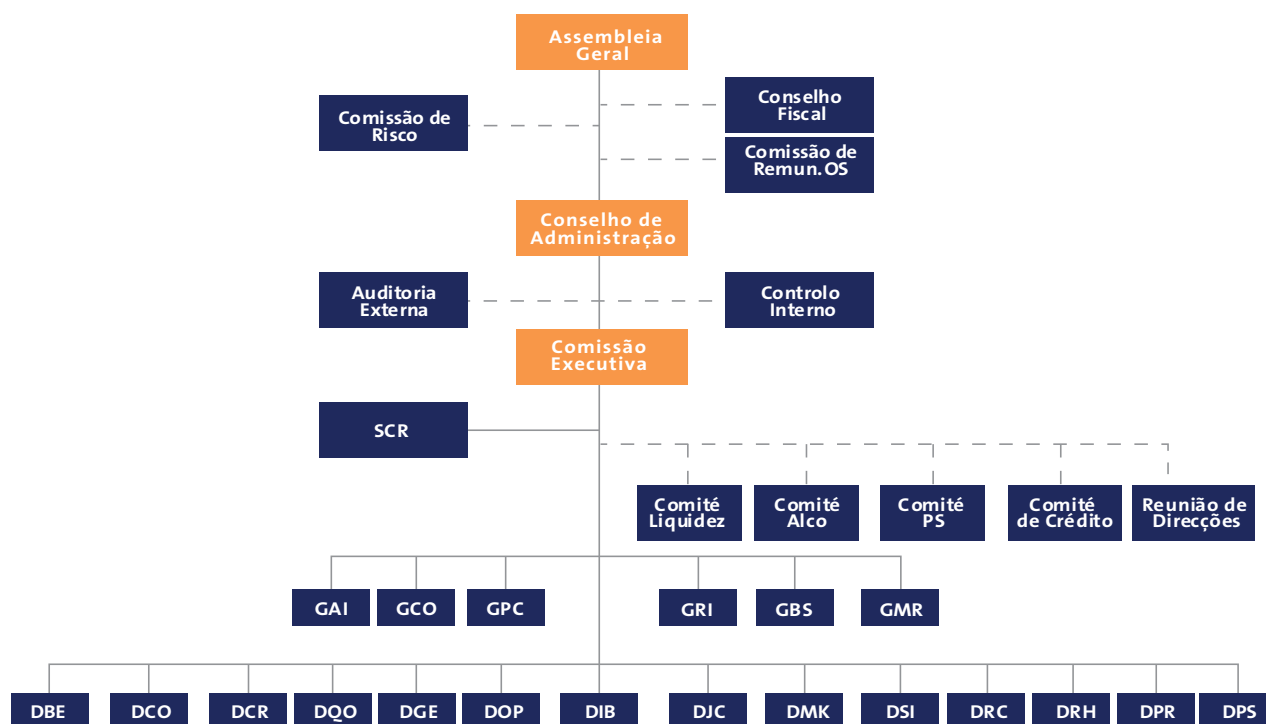 Assembleia
Geral
Conselho
Fiscal
Comissão de
Risco
Comissão de
Remun.OS
Conselho de
Administração
Auditoria
Externa
Controlo
Interno
Comissão
Executiva
SCR
Comité
Liquidez
Comité
Alco
Comité
PS
Comité
de Crédito
Reunião de
Direcções
GAI
GCO
GPC
GRI
GBS
GMR
DBE
DCO
DCR
DQO
DGE
DOP
DIB
DJC
DMK
DSI
DRC
DRH
DPR
DPS